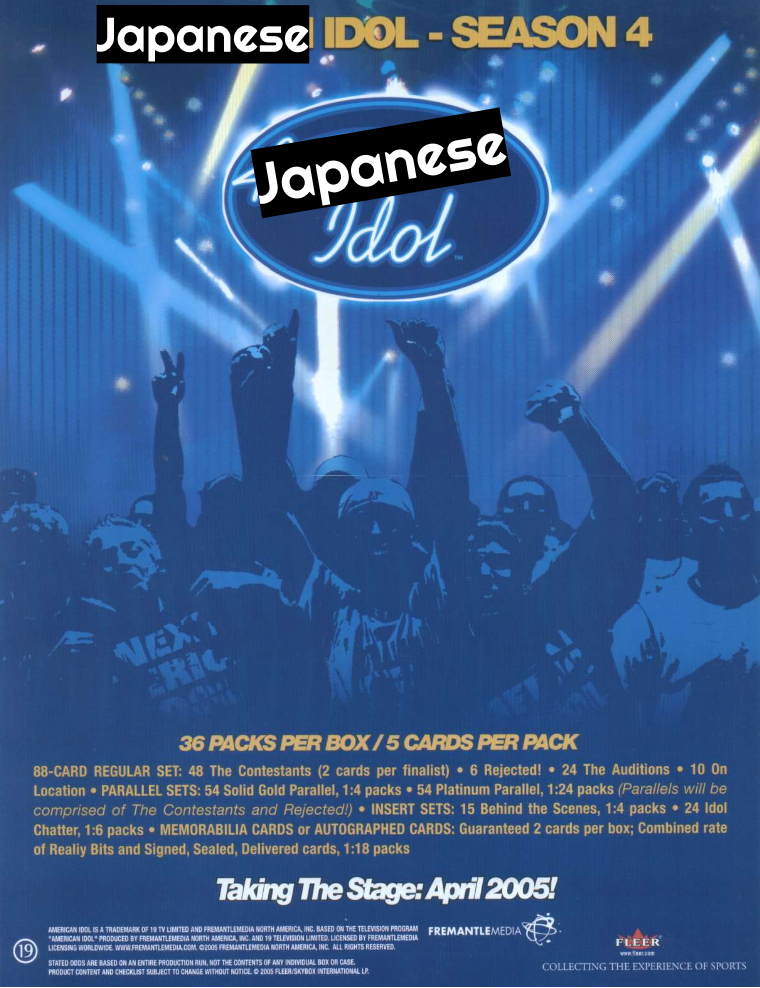 Japanese IDOL - SEASON 4
Japanese
Idol
™
NEXT
36 PACKS PER BOX / 5 CARDS PER PACK
88-CARD REGULAR SET: 48 The Contestants (2 cards per finalist) • 6 Rejected! • 24 The Auditions • 10 On
Location • PARALLEL SETS: 54 Solid Gold Parallel, 1:4 packs • 54 Platinum Parallel, 1:24 packs (Parallels will be
comprised of The Contestants and Rejected!) • INSERT SETS: 15 Behind the Scenes, 1:4 packs • 24 Idol
Chatter, 1:6 packs • MEMORABILIA CARDS or AUTOGRAPHED CARDS: Guaranteed 2 cards per box; Combined rate
of Realiy Bits and Signed, Sealed, Delivered cards, 1:18 packs
Taking The Stage: April 2005!
AMERICAN IDOL IS A TRADEMARK OF 19 TV LIMITED AND FREMANTLEMEDIA NORTH AMERICA, INC. BASED ON THE TELEVISION PROGRAM
"AMERICAN IDOL" PRODUCED BY FREMANTLEMEDIA NORTH AMERICA, INC. AND 19 TELEVISION LIMITED. LICENSED BY FREMANTLEMEDIA
LICENSING WORLDWIDE. WWW.FREMANTLEMEDIA.COM. ©2005 FREMANTLEMEDIA NORTH AMERICA, INC. ALL RIGHTS RESERVED.
STATED ODDS ARE BASED ON AN ENTIRE PRODUCTION RUN, NOT THE CONTENTS OF ANY INDIVIDUAL BOX OR CASE.
PRODUCT CONTENT AND CHECKLIST SUBJECT TO CHANGE WITHOUT NOTICE. © 2005 FLEER/SKYBOX INTERNATIONAL LP.
19
FREMANTLEMEDIA
FLEER
www.fleer.com
COLLECTING THE EXPERIENCE OF SPORTS